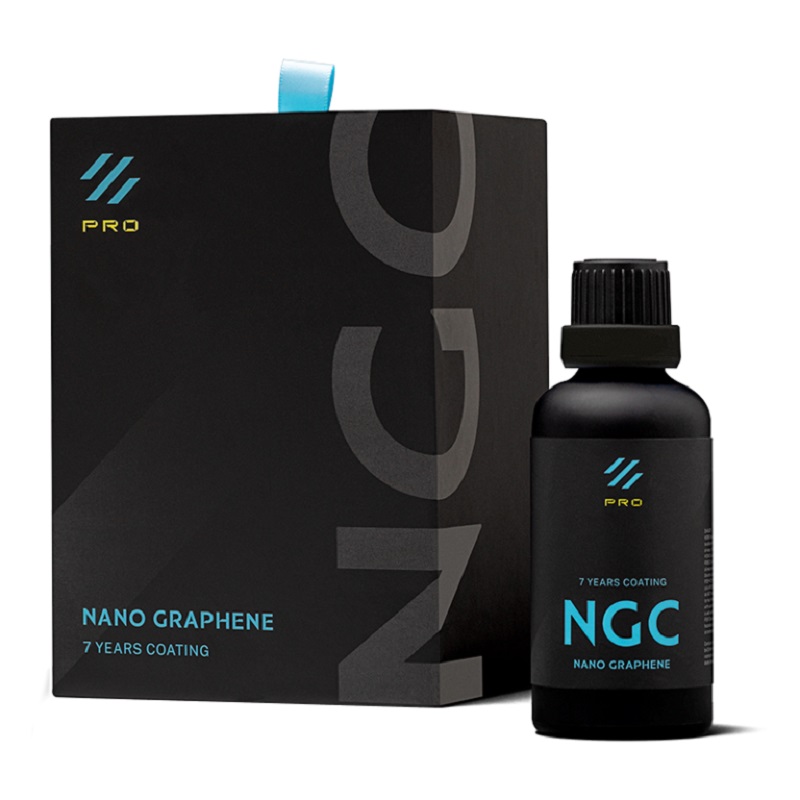 PRO
NANO GRAPHENE
7 YEARS COATING
NGC
PRO
7 YEARS COATING
NGC
NANO GRAPHENE